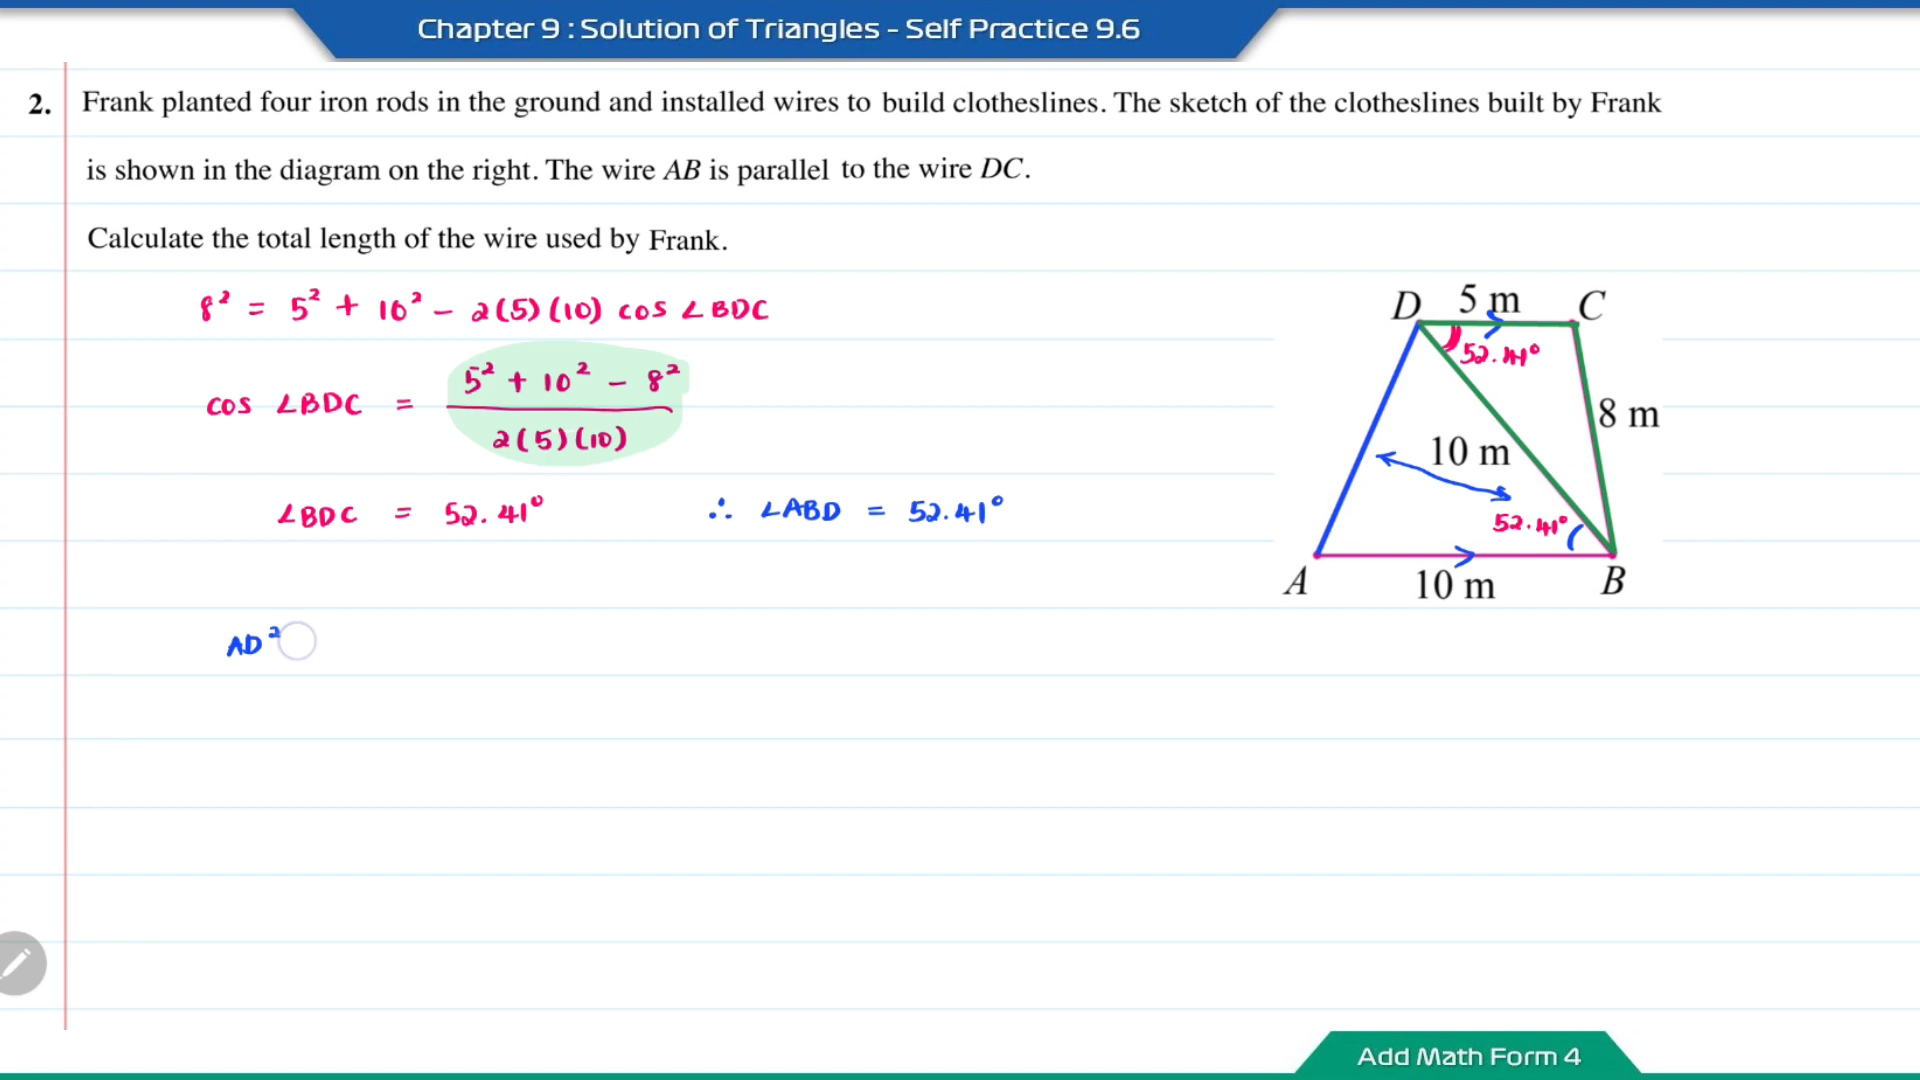 Chapter 9 : Solution of Triangles - Self Practice 9.6
2. Frank planted four iron rods in the ground and installed wires to build clotheslines. The sketch of the clotheslines built by Frank
is shown in the diagram on the right. The wire AB is parallel to the wire DC.
Calculate the total length of the wire used by Frank.
8² = 5² + 10² - 2(5)(10) cos ∠BDC
cos ∠BDC = 5² + 10² - 8²
2(5)(10)
∠BDC = 52.41° ∴ ∠ABD = 52.41°
AD²
D 5 m C
52.41°
8 m
10 m
52.41°
A 10 m B
Add Math Form 4